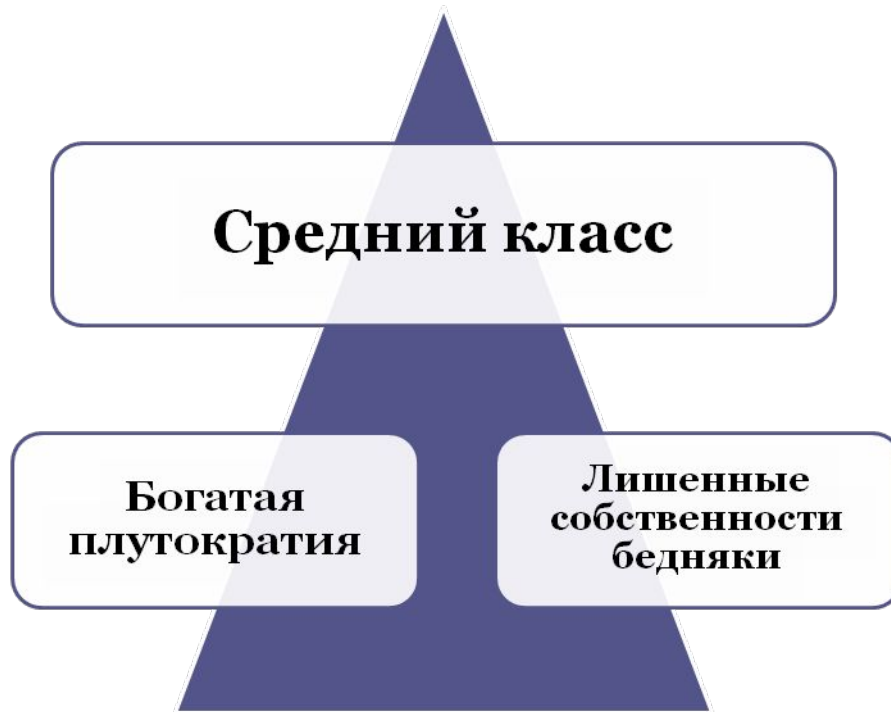 Средний класс
Богатая
плутократия
Лишенные
собственности
бедняки